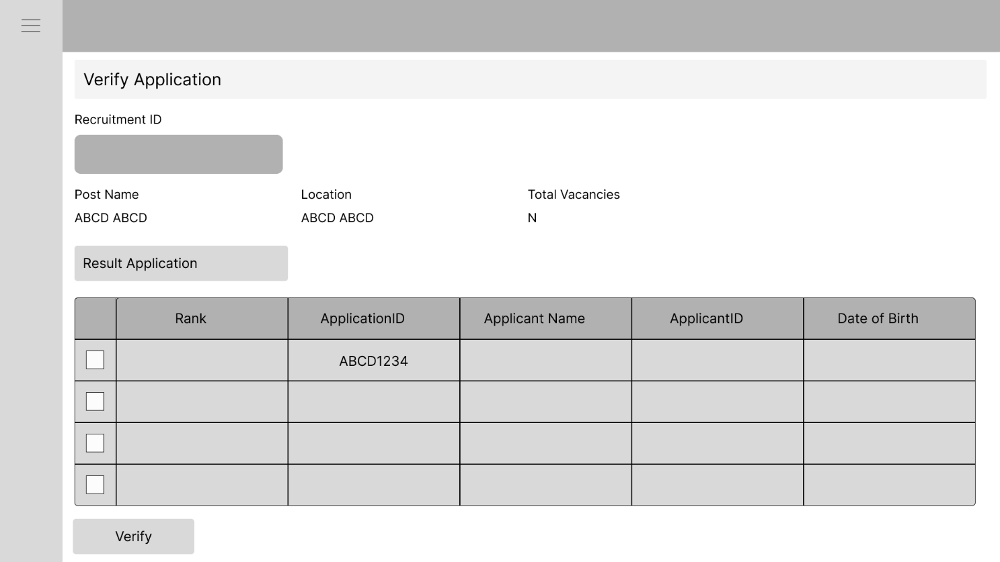 Verify Application
Recruitment ID
Post Name Location Total Vacancies
ABCD ABCD ABCD ABCD N
Result Application
Rank ApplicationID Applicant Name ApplicantID Date of Birth
ABCD1234
Verify